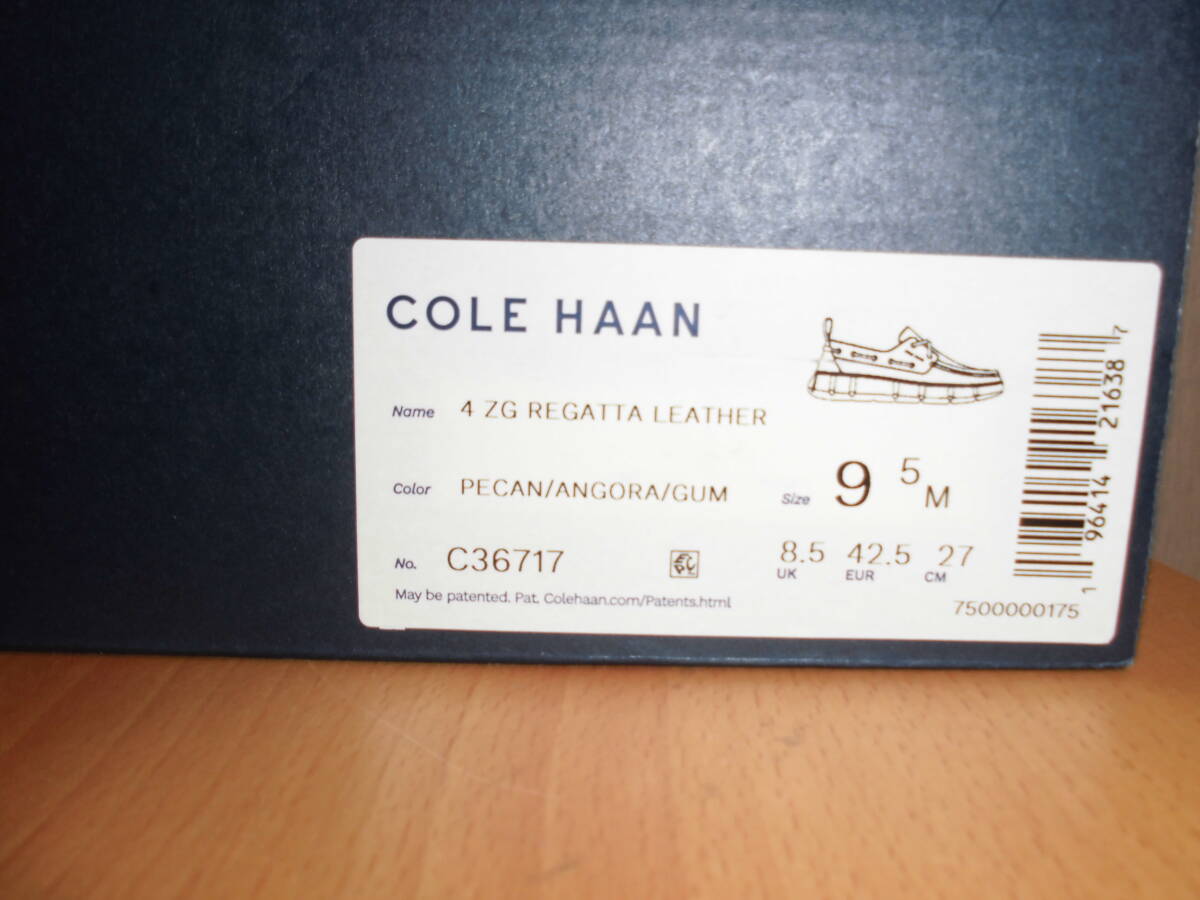 COLE HAAN
Name 4 ZG REGATTA LEATHER
Color PECAN/ANGORA/GUM
Size 9 5 M
No. C36717
8.5 UK 42.5 EUR 27 CM
May be patented. Pat. Colehaan.com/Patents.html
7500000175
1 96414 21638 7